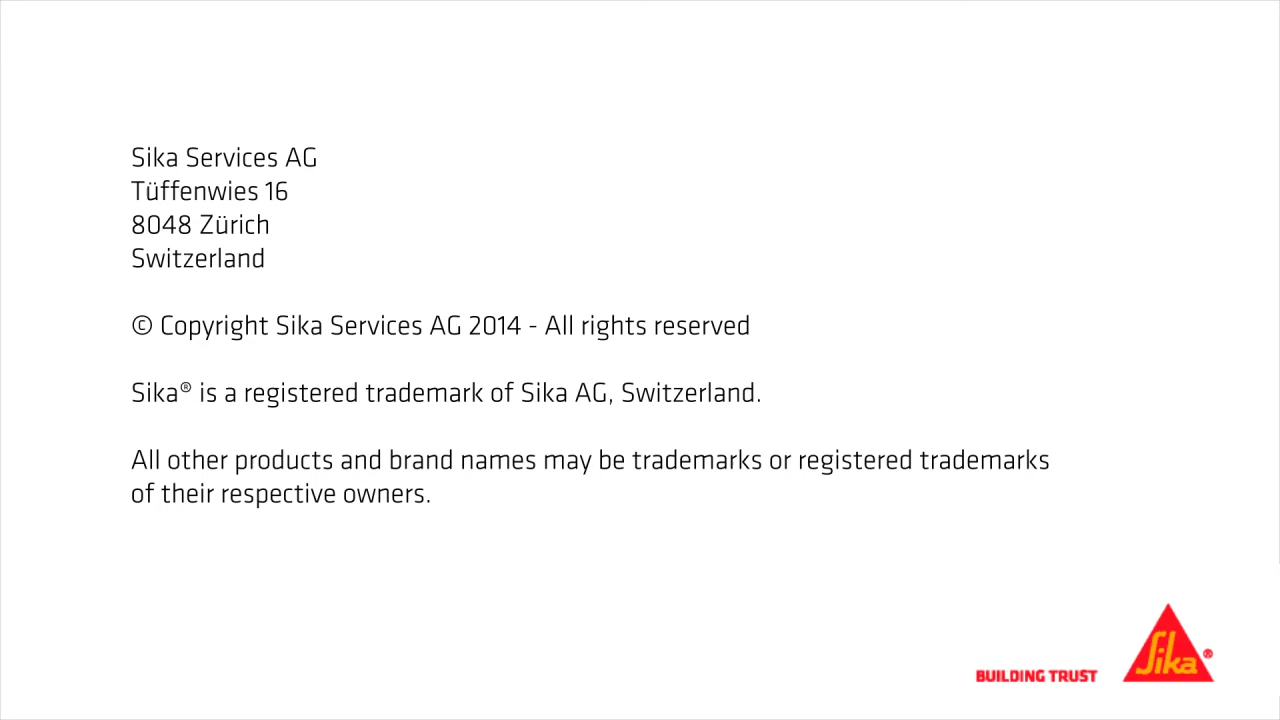 Sika Services AG
Tüffenwies 16
8048 Zürich
Switzerland
© Copyright Sika Services AG 2014 - All rights reserved
Sika® is a registered trademark of Sika AG, Switzerland.
All other products and brand names may be trademarks or registered trademarks
of their respective owners.
BUILDING TRUST
Sika®